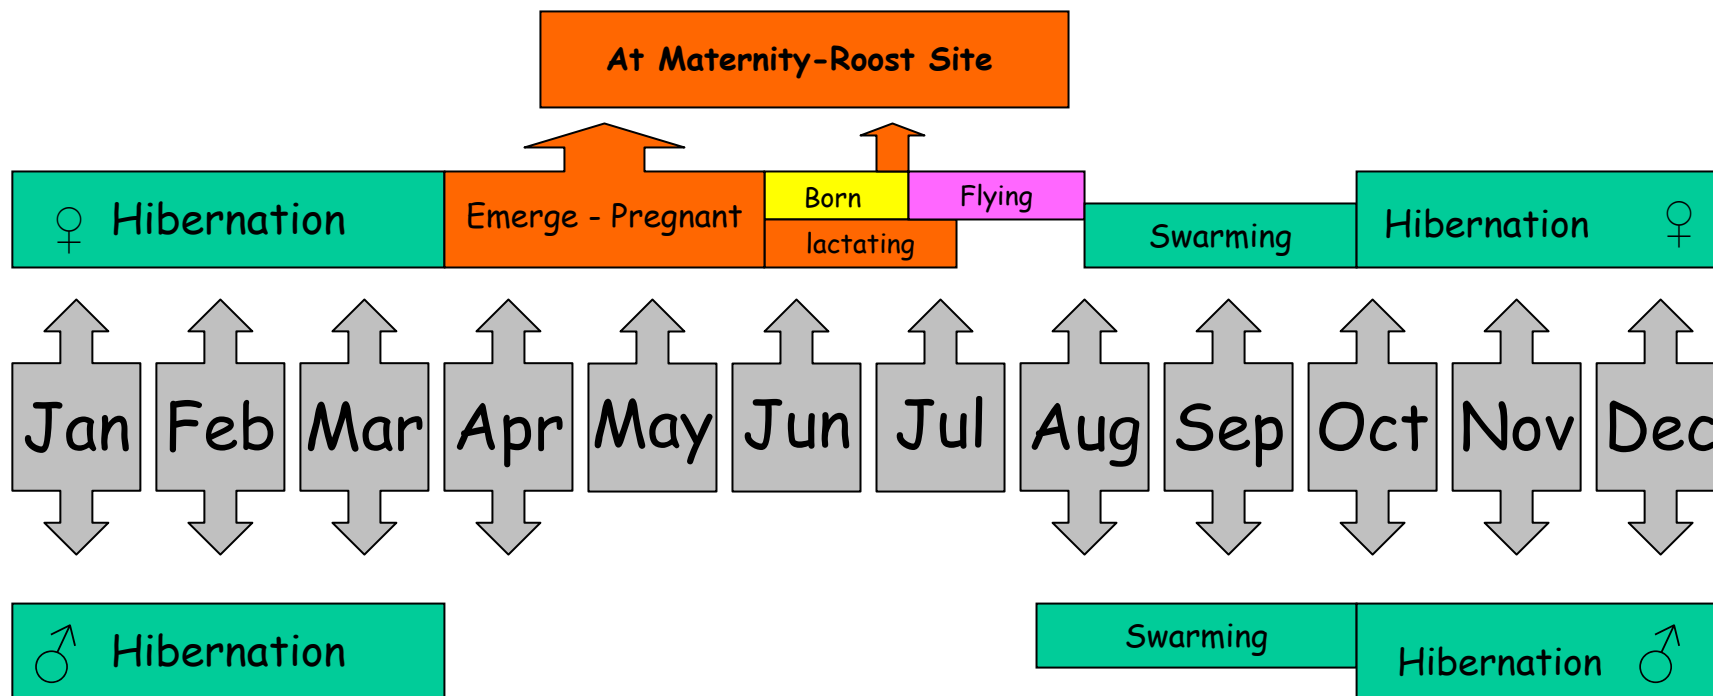 At Maternity-Roost Site
♀ Hibernation
Emerge - Pregnant
Born
Flying
lactating
Swarming
Hibernation ♀
Jan Feb Mar Apr May Jun Jul Aug Sep Oct Nov Dec
♂ Hibernation
Swarming
Hibernation ♂